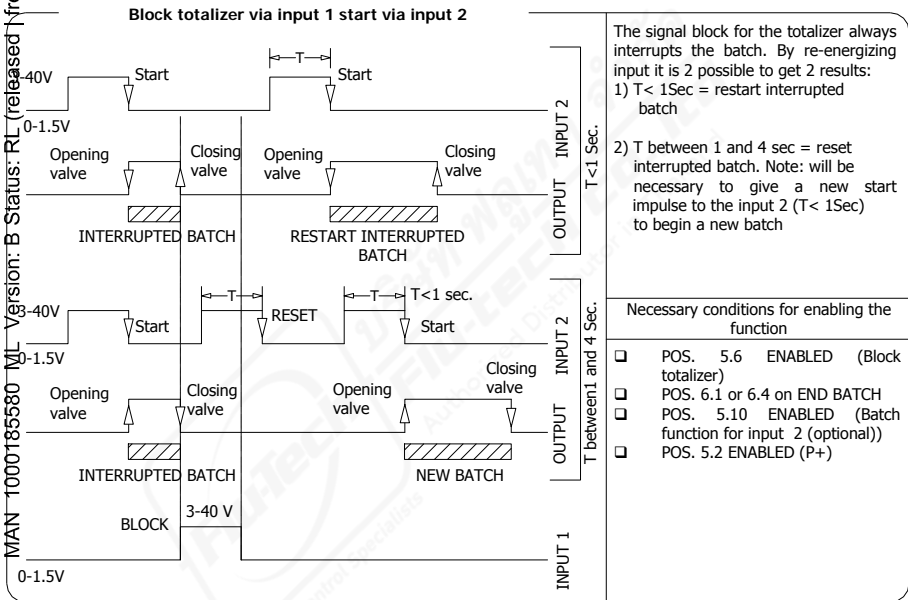 Block totalizer via input 1 start via input 2
MAN 1000185580 ML Version: B Status: RL (released
-40V
Start
T
Start
0-1.5V
Opening
valve
Closing
valve
Opening
valve
Closing
valve
INTERRUPTED BATCH
RESTART INTERRUPTED
BATCH
INPUT 2
OUTPUT
T<1 Sec.
3-40V
Start
T
RESET
T
T<1 sec.
Start
0-1.5V
Opening
valve
Closing
valve
Opening
valve
Closing
valve
INTERRUPTED BATCH
NEW BATCH
INPUT 2
OUTPUT
T between1 and 4 Sec.
BLOCK
3-40 V
0-1.5V
INPUT 1
The signal block for the totalizer always
interrupts the batch. By re-energizing
input it is 2 possible to get 2 results:
1) T< 1Sec = restart interrupted
batch
2) T between 1 and 4 sec = reset
interrupted batch. Note: will be
necessary to give a new start
impulse to the input 2 (T< 1Sec)
to begin a new batch
Necessary conditions for enabling the
function
❑ POS. 5.6 ENABLED (Block
totalizer)
❑ POS. 6.1 or 6.4 on END BATCH
❑ POS. 5.10 ENABLED (Batch
function for input 2 (optional))
❑ POS. 5.2 ENABLED (P+)
Flu-Tech